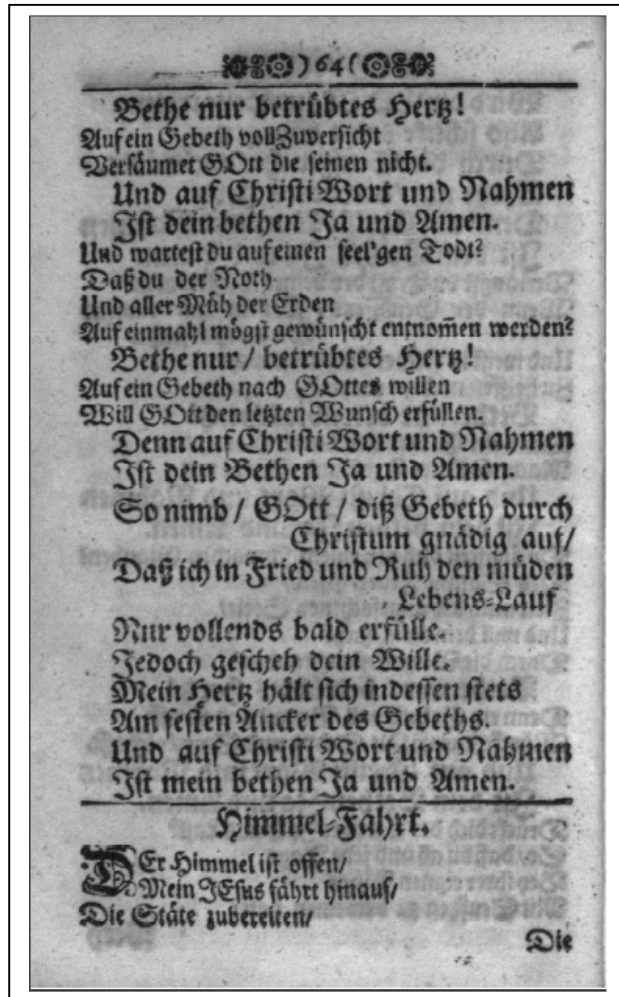 )64(
Bethe nur betrübtes Hertz!
Auf ein Gebeth voll Zuversicht
Versäumet GOtt die seinen nicht.
Und auf Christi Wort und Nahmen
Ist dein bethen Ja und Amen.
Und wartest du auf einen seel'gen Todt?
Daß du der Noth
Und aller Müh der Erden
Auf einmahl mögst gewünscht entnom̃en werden?
Bethe nur / betrübtes Hertz!
Auf ein Gebeth nach GOttes willen
Will GOtt den letzten Wunsch erfüllen.
Denn auf Christi Wort und Nahmen
Ist dein Bethen Ja und Amen.
So nimb / GOtt / diß Gebeth durch
Christum gnädig auf/
Daß ich in Fried und Ruh den müden
Lebens-Lauf
Nur vollends bald erfülle.
Jedoch gescheh dein Wille.
Mein Hertz hält sich indessen stets
Am festen Ancker des Gebeths.
Und auf Christi Wort und Nahmen
Ist mein bethen Ja und Amen.
Himmel-Fahrt.
DEr Himmel ist offen/
Mein JEsus fährt hinauf/
Die Stäte zubereiten/
Die